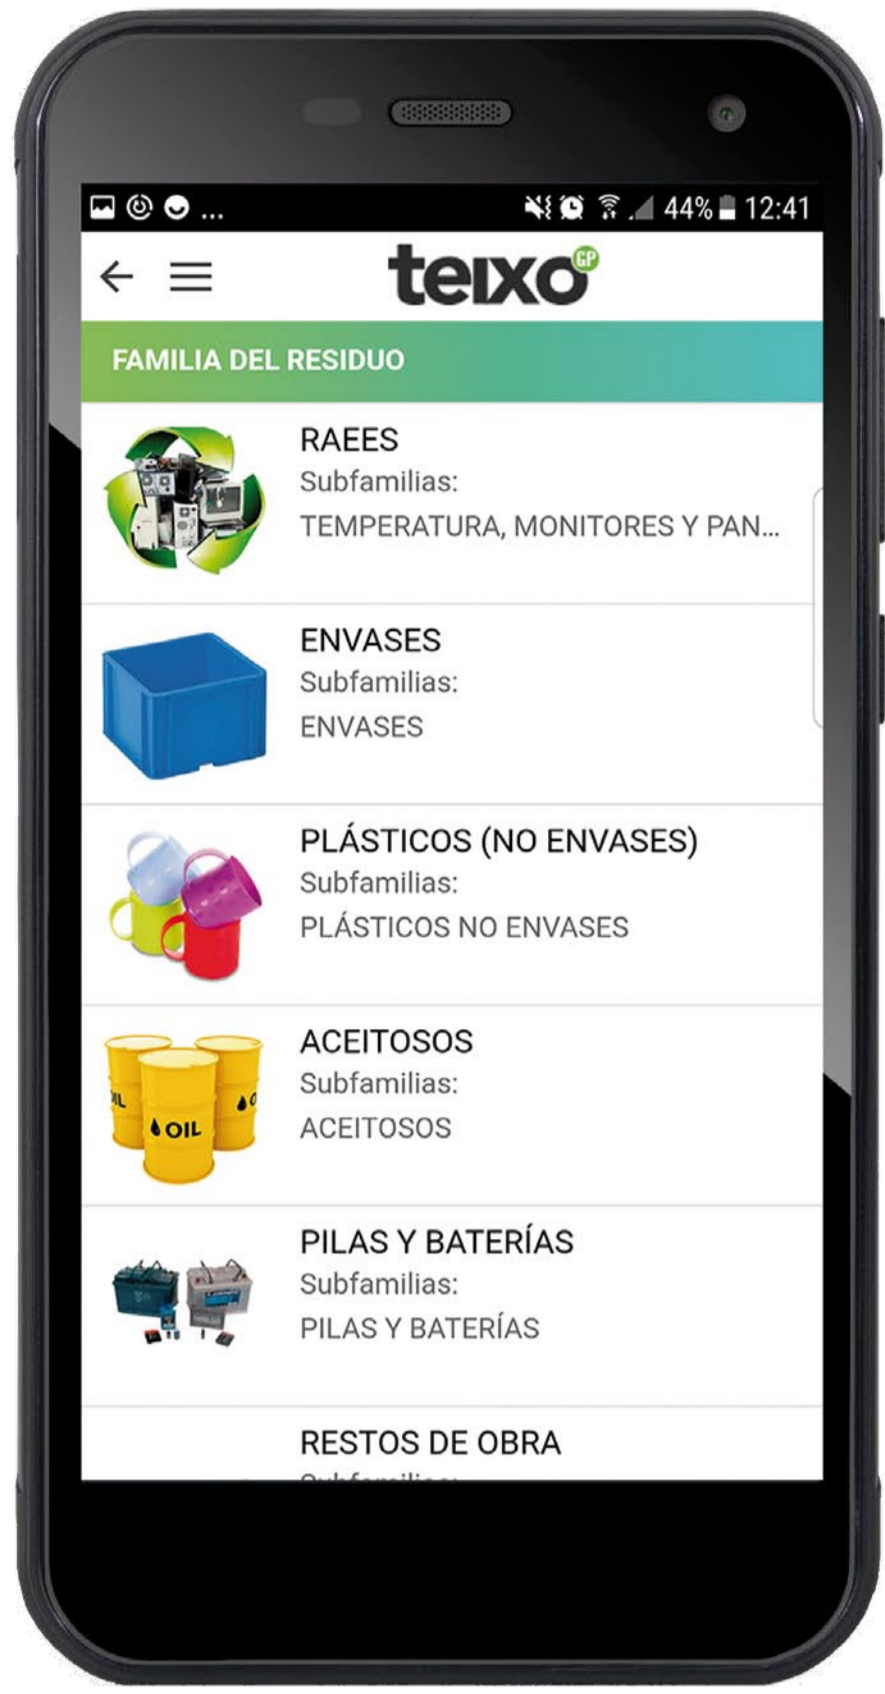 ...
44% 12:41
teixo GP
FAMILIA DEL RESIDUO
RAEES
Subfamilias:
TEMPERATURA, MONITORES Y PAN...
ENVASES
Subfamilias:
ENVASES
PLÁSTICOS (NO ENVASES)
Subfamilias:
PLÁSTICOS NO ENVASES
ACEITOSOS
Subfamilias:
ACEITOSOS
OIL
PILAS Y BATERÍAS
Subfamilias:
PILAS Y BATERÍAS
RESTOS DE OBRA